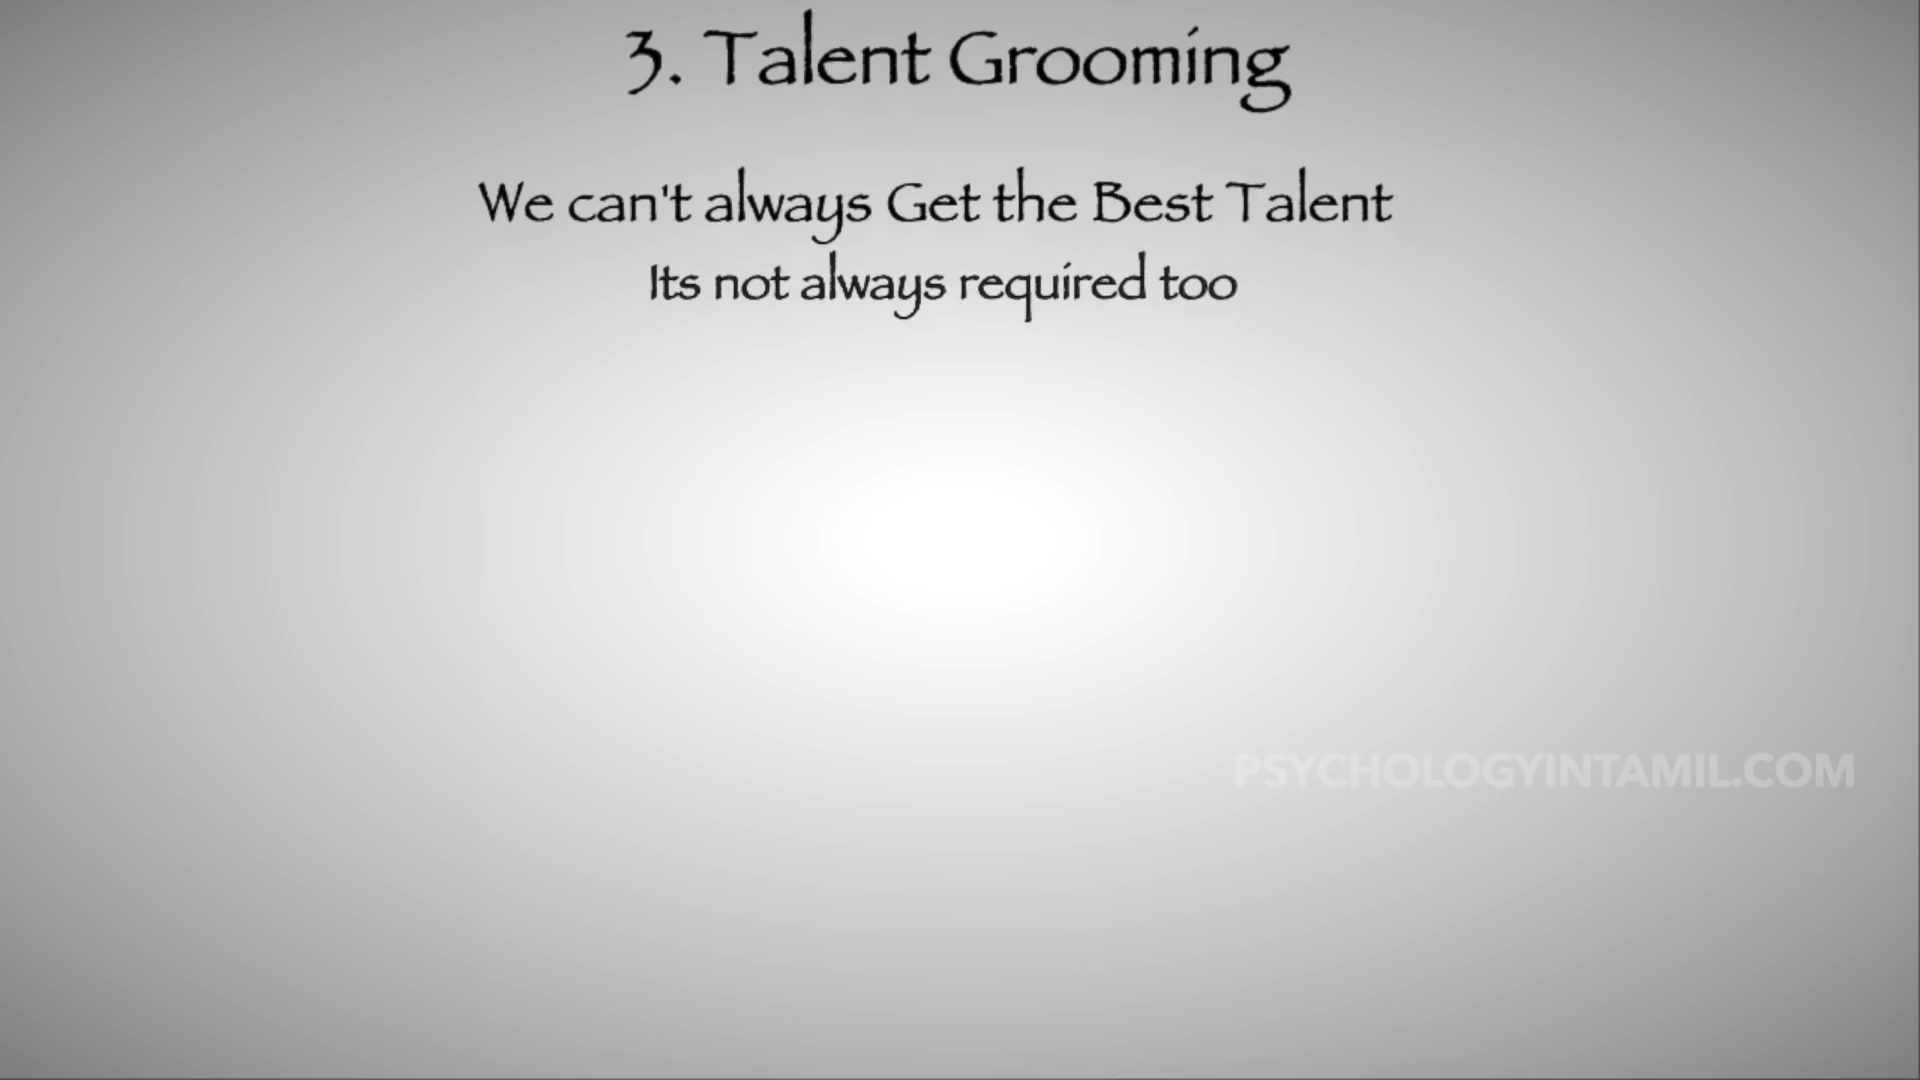 3. Talent Grooming
We can't always Get the Best Talent
Its not always required too
PSYCHOLOGYINTAMIL.COM